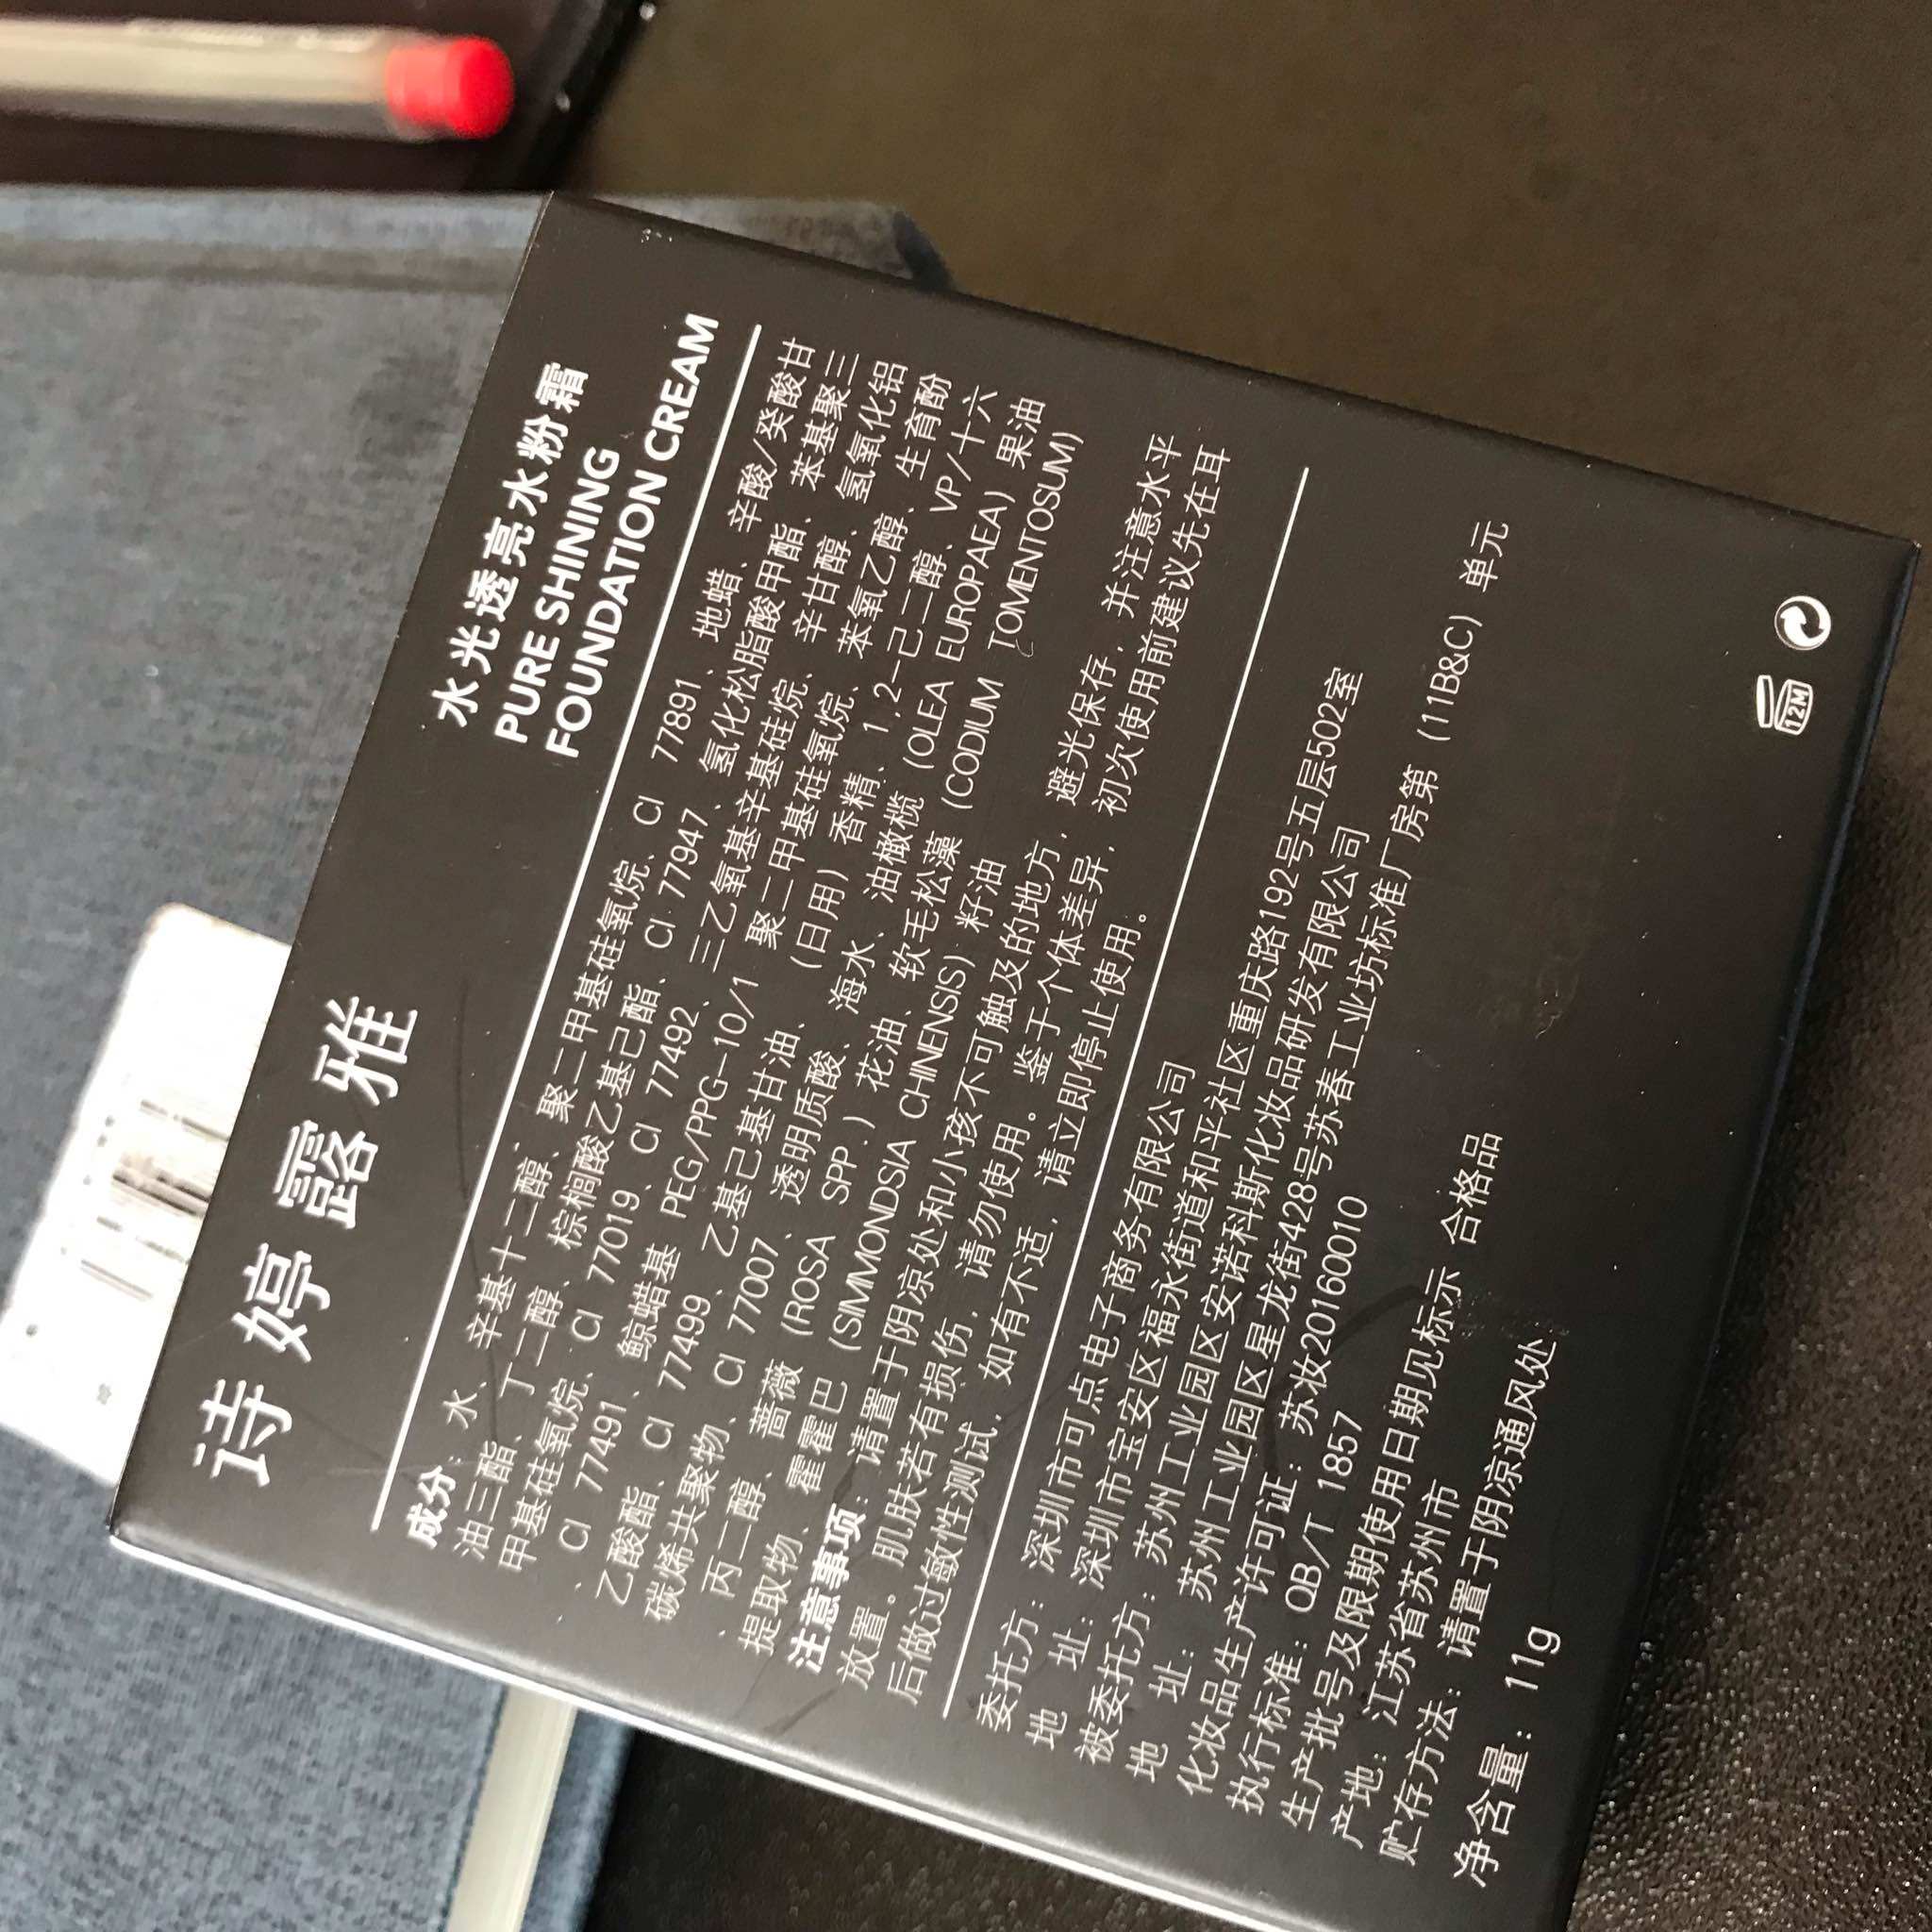 诗婷露雅
水光透亮水粉霜
PURE SHINING
FOUNDATION CREAM
成分：水、辛基十二醇、聚二甲基硅氧烷、CI 77891、地蜡、辛酸/癸酸甘
油三酯、丁二醇、棕榈酸乙基己酯、CI 77947、氢化松脂酸甲酯、苯基聚三
甲基硅氧烷、CI 77019、CI 77492、三乙氧基辛基硅烷、辛甘醇、氢氧化铝
、CI 77491、鲸蜡基 PEG/PPG-10/1 聚二甲基硅氧烷、苯氧乙醇、生育酚
乙酸酯、CI 77499、乙基己基甘油、(日用)香精、1,2-己二醇、VP/十六
碳烯共聚物、CI 77007、透明质酸、海水、油橄榄 (OLEA EUROPAEA) 果油
、丙二醇、蔷薇 (ROSA SPP.) 花油、软毛松藻 (CODIUM TOMENTOSUM)
提取物、霍霍巴 (SIMMONDSIA CHINENSIS) 籽油
注意事项：请置于阴凉处和小孩不可触及的地方，避光保存，并注意水平
放置。肌肤若有损伤，请勿使用。鉴于个体差异，初次使用前建议先在耳
后做过敏性测试，如有不适，请立即停止使用。
委托方：深圳市可点电子商务有限公司
地 址：深圳市宝安区福永街道和平社区重庆路192号五层502室
被委托方：苏州工业园区安诺科斯化妆品研发有限公司
地 址：苏州工业园区星龙街428号苏春工业坊标准厂房第 (11B&C) 单元
化妆品生产许可证：苏妆20160010
执行标准：QB/T 1857
生产批号及限期使用日期见标示 合格品
产地：江苏省苏州市
贮存方法：请置于阴凉通风处
净含量：11g
12M